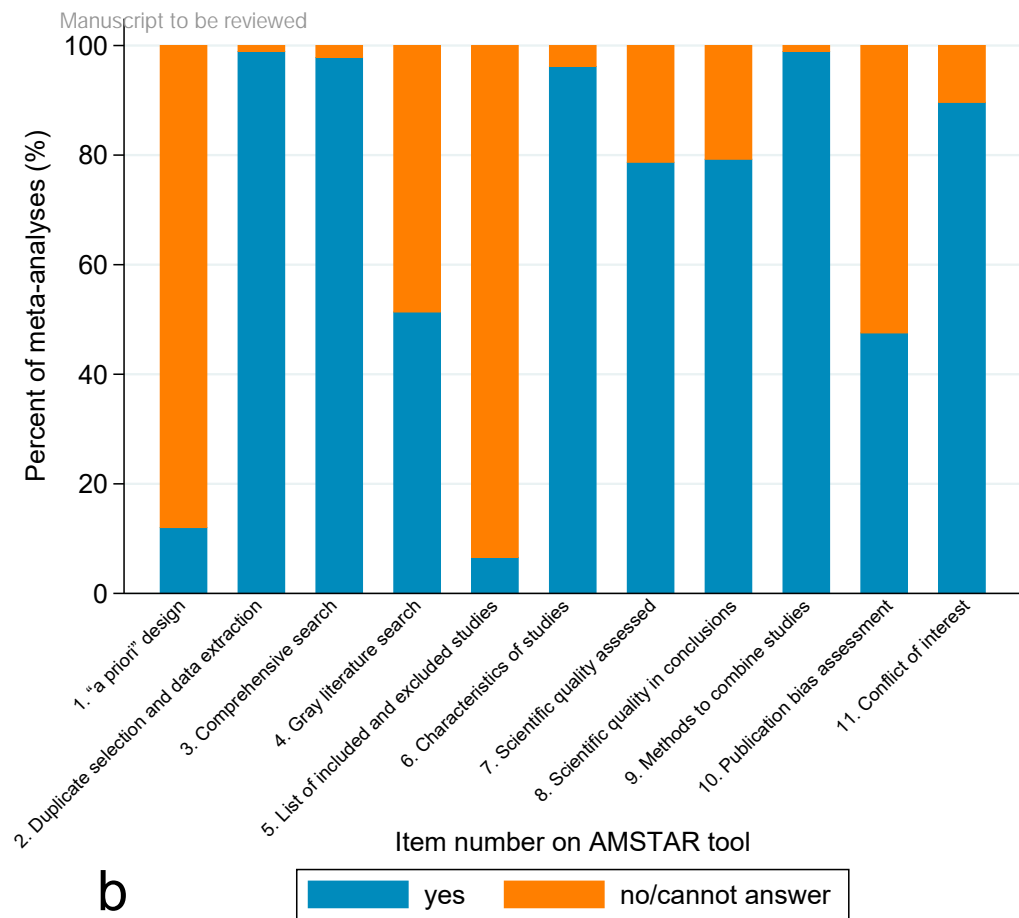 Manuscript to be reviewed
Percent of meta-analyses (%)
100
80
60
40
20
0
1. “a priori” design
2. Duplicate selection and data extraction
3. Comprehensive search
4. Gray literature search
5. List of included and excluded studies
6. Characteristics of studies
7. Scientific quality assessed
8. Scientific quality in conclusions
9. Methods to combine studies
10. Publication bias assessment
11. Conflict of interest
Item number on AMSTAR tool
b
yes
no/cannot answer